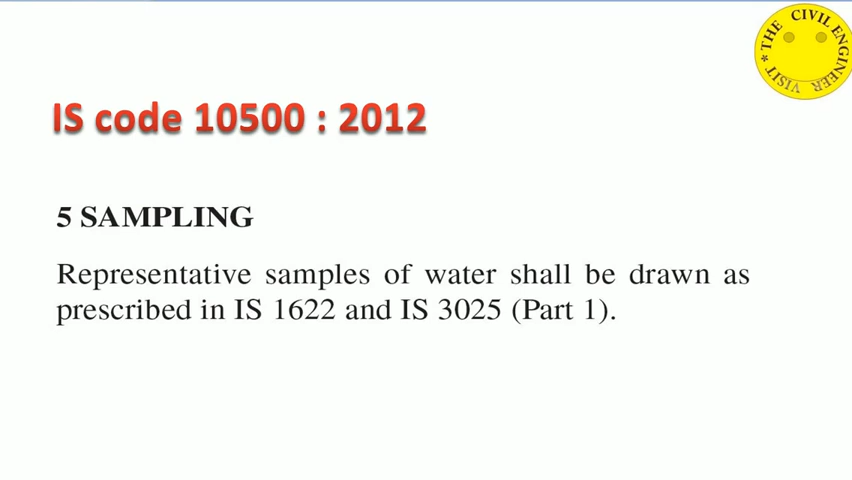 * THE CIVIL ENGINEER VISIT
IS code 10500 : 2012
5 SAMPLING
Representative samples of water shall be drawn as
prescribed in IS 1622 and IS 3025 (Part 1).